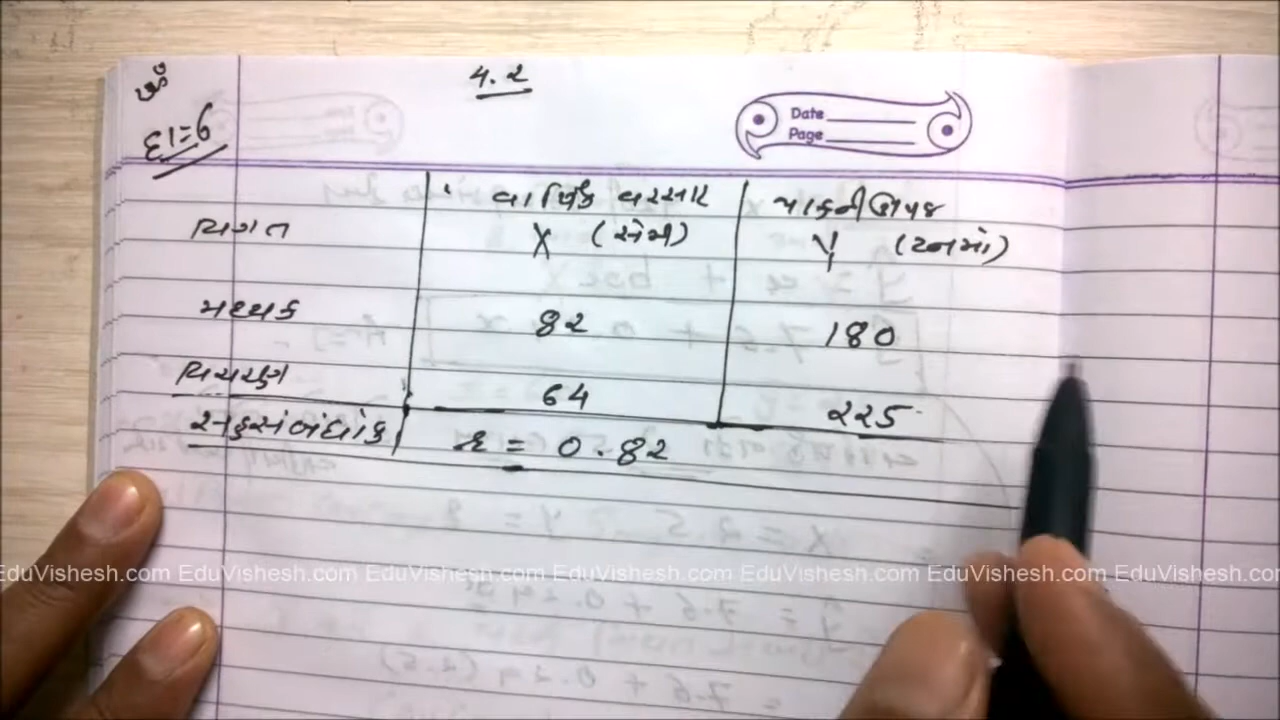 4.2
Date
Page
દા=6
વાર્ષિક વરસાદ પાકની ઉપજ
વિગત X (સેમી) Y (ટનમાં)
મધ્યક 82 180
વિચરણ 64 225
સહસંબંધાંક r = 0.82
EduVishesh.com EduVishesh.com EduVishesh.com EduVishesh.com EduVishesh.com EduVishesh.com EduVishesh.com